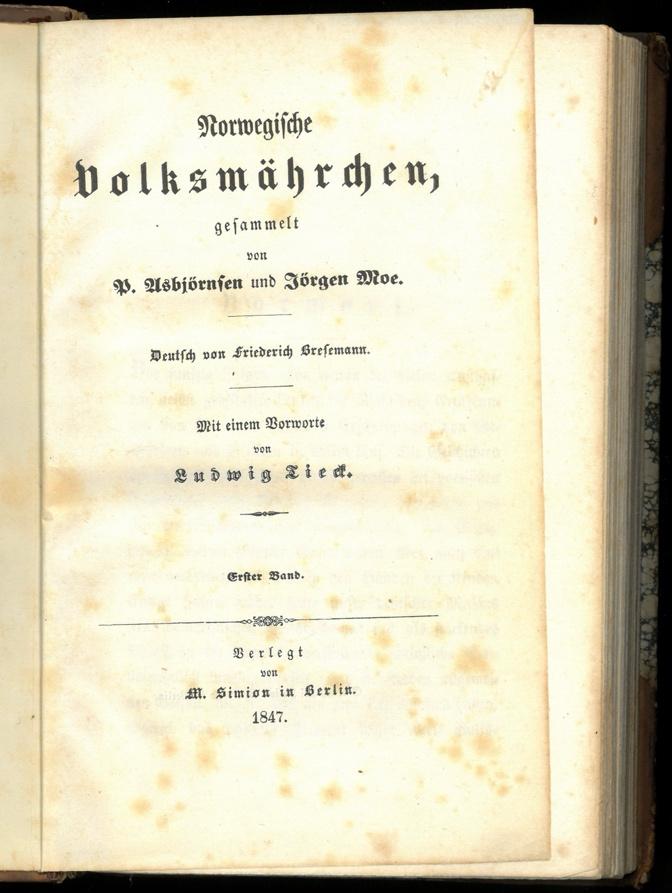 Norwegische
Volksmährchen,
gesammelt
von
P. Asbjörnsen und Jörgen Moe.
Deutsch von Friederich Bresemann.
Mit einem Vorworte
von
Ludwig Tieck.
Erster Band.
Verlegt
von
M. Simion in Berlin.
1847.